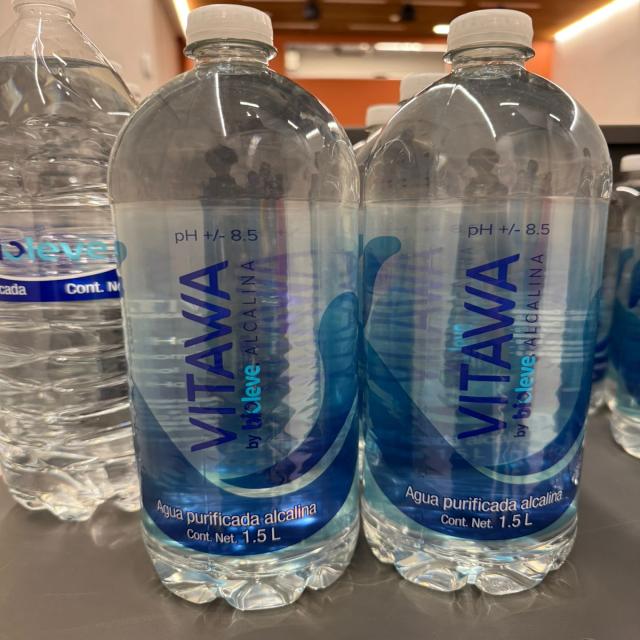 bioleve
cada Cont. N
pH +/- 8.5
VITAWA
by bioleve ALCALINA
Agua purificada alcalina
Cont. Net. 1.5 L
pH +/- 8.5
VITAWA
by bioleve ALCALINA
Agua purificada alcalina
Cont. Net. 1.5 L